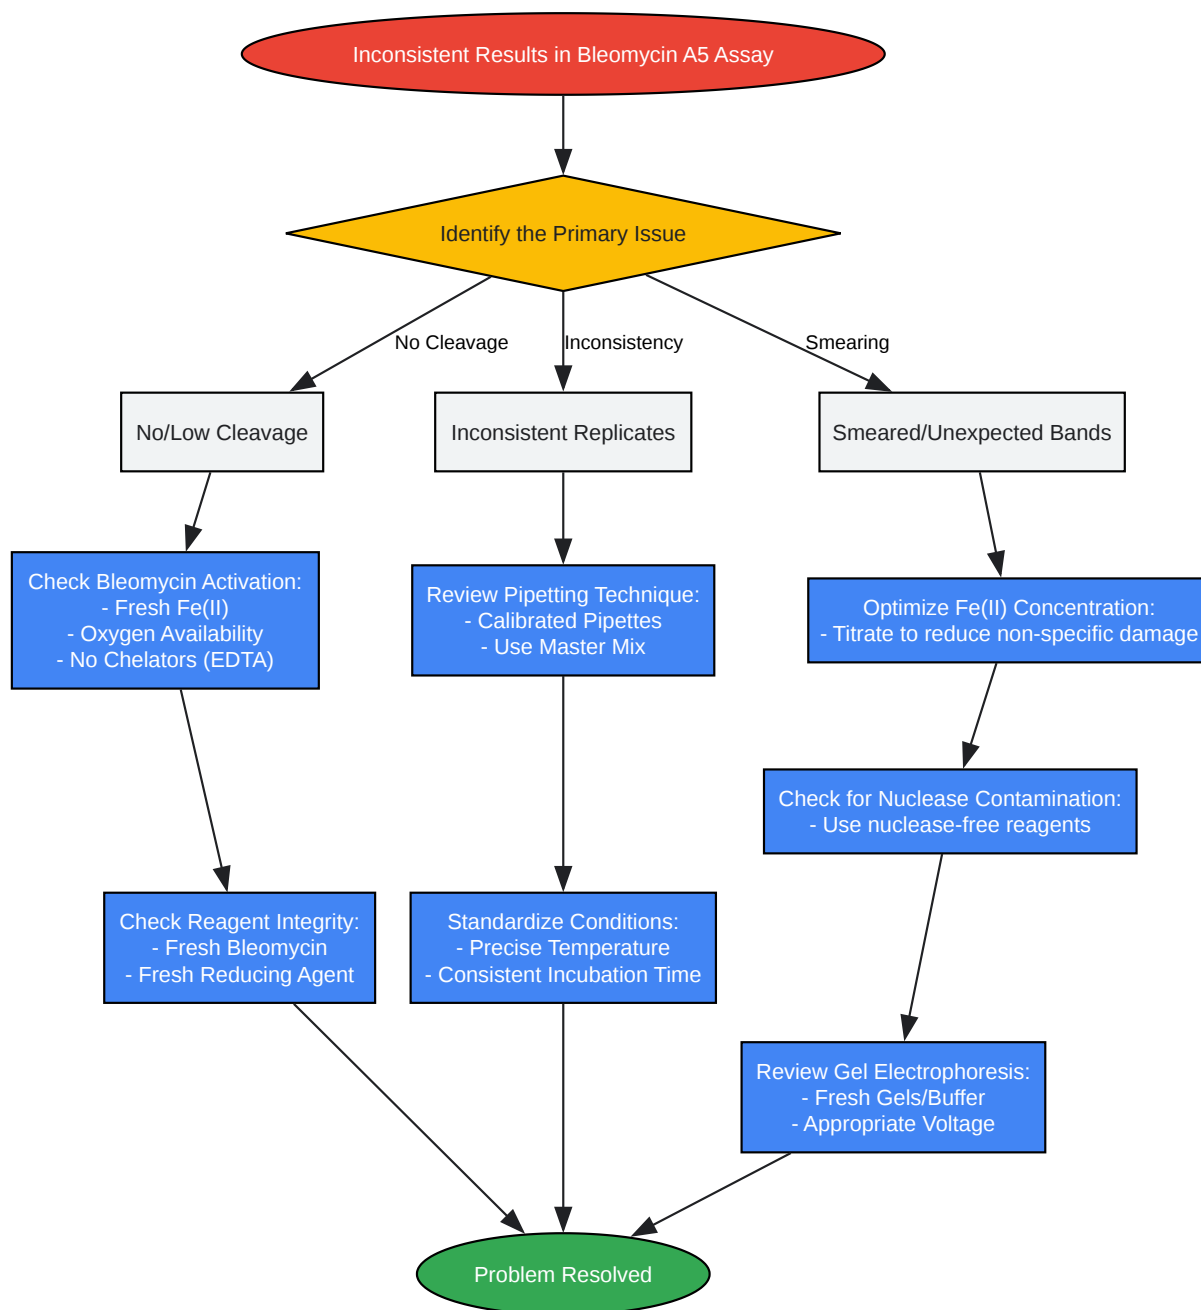 Inconsistent Results in Bleomycin A5 Assay
Identify the Primary Issue
No Cleavage
Inconsistency
Smearing
No/Low Cleavage
Inconsistent Replicates
Smeared/Unexpected Bands
Check Bleomycin Activation:
- Fresh Fe(II)
- Oxygen Availability
- No Chelators (EDTA)
Review Pipetting Technique:
- Calibrated Pipettes
- Use Master Mix
Optimize Fe(II) Concentration:
- Titrate to reduce non-specific damage
Check for Nuclease Contamination:
- Use nuclease-free reagents
Check Reagent Integrity:
- Fresh Bleomycin
- Fresh Reducing Agent
Standardize Conditions:
- Precise Temperature
- Consistent Incubation Time
Review Gel Electrophoresis:
- Fresh Gels/Buffer
- Appropriate Voltage
Problem Resolved